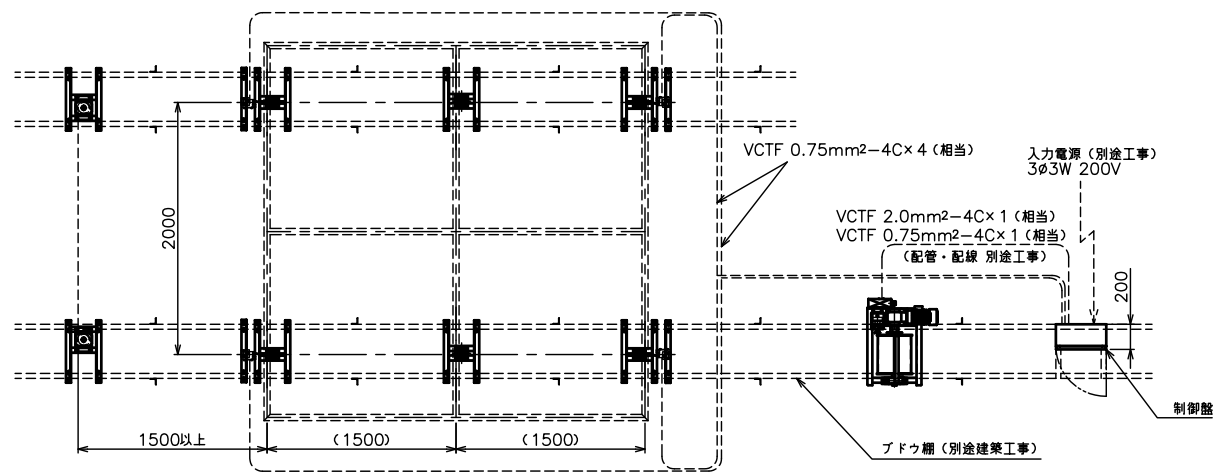 VCTF 0.75mm²−4C×4（相当）
入力電源（別途工事）
3ø3W 200V
VCTF 2.0mm²−4C×1（相当）
VCTF 0.75mm²−4C×1（相当）
（配管・配線 別途工事）
2000
200
制御盤
1500以上
(1500)
(1500)
ブドウ棚（別途建築工事）